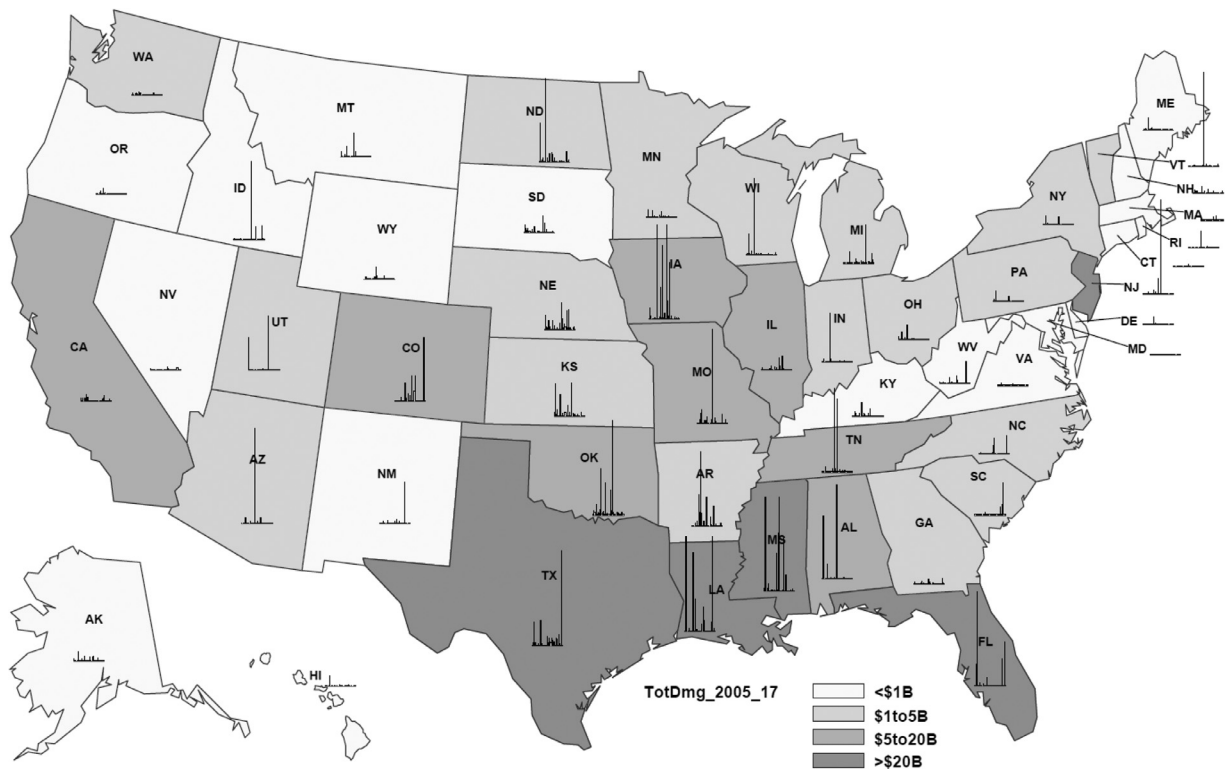 WA
MT
ND
MN
ME
OR
ID
SD
WI
MI
NY
VT
NH
MA
RI
CT
WY
NV
UT
NE
IA
PA
NJ
CA
CO
KS
MO
IL
IN
OH
DE
MD
WV
VA
KY
AZ
NM
OK
AR
TN
NC
SC
TX
LA
MS
AL
GA
FL
AK
HI
TotDmg_2005_17
<$1B
$1to5B
$5to20B
>$20B